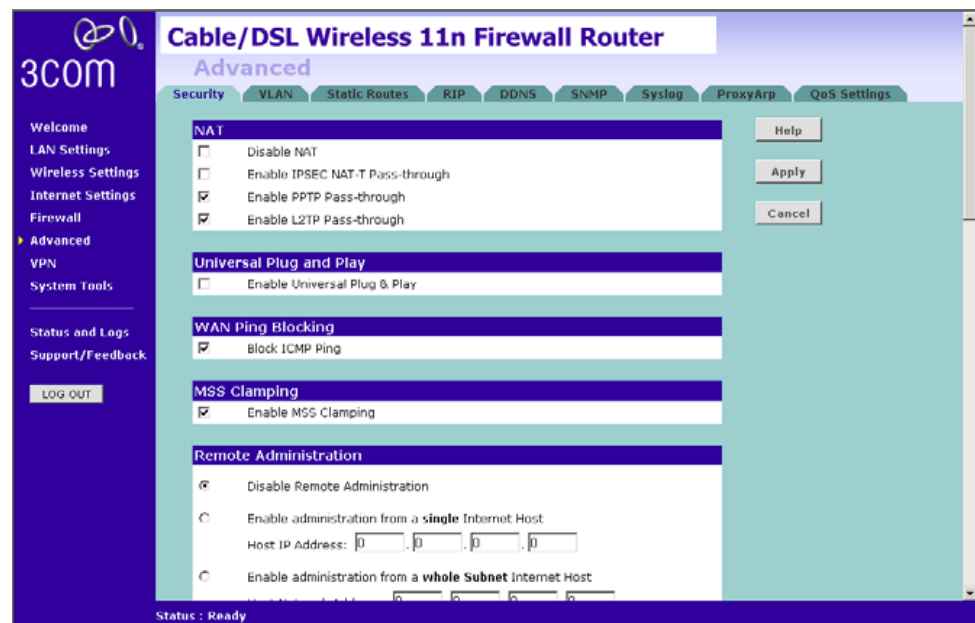 3COM
Cable/DSL Wireless 11n Firewall Router
Advanced
Security VLAN Static Routes RIP DDNS SNMP Syslog ProxyArp QoS Settings
Welcome
LAN Settings
Wireless Settings
Internet Settings
Firewall
Advanced
VPN
System Tools
Status and Logs
Support/Feedback
LOG OUT
NAT
Disable NAT
Enable IPSEC NAT-T Pass-through
Enable PPTP Pass-through
Enable L2TP Pass-through
Universal Plug and Play
Enable Universal Plug & Play
WAN Ping Blocking
Block ICMP Ping
MSS Clamping
Enable MSS Clamping
Remote Administration
Disable Remote Administration
Enable administration from a single Internet Host
Host IP Address: 0 . 0 . 0 . 0
Enable administration from a whole Subnet Internet Host
Help
Apply
Cancel
Status : Ready